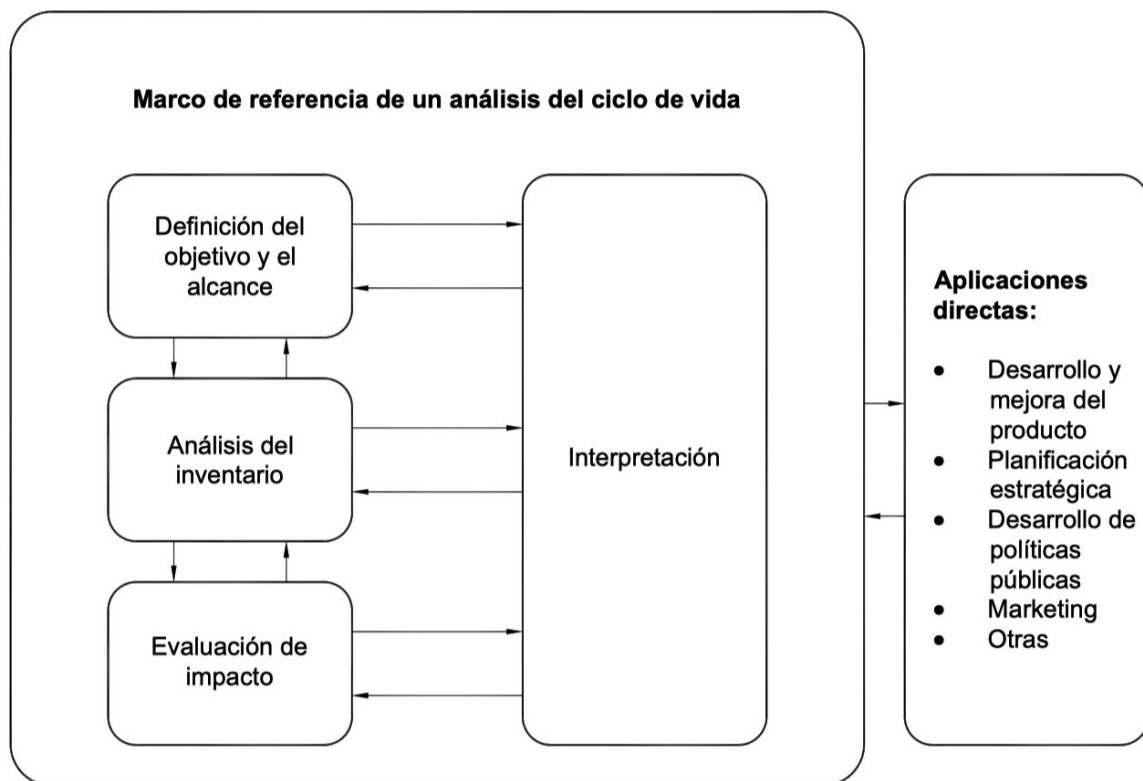 Marco de referencia de un análisis del ciclo de vida
Definición del
objetivo y el
alcance
Análisis del
inventario
Evaluación de
impacto
Interpretación
Aplicaciones
directas:
• Desarrollo y
mejora del
producto
• Planificación
estratégica
• Desarrollo de
políticas
públicas
• Marketing
• Otras